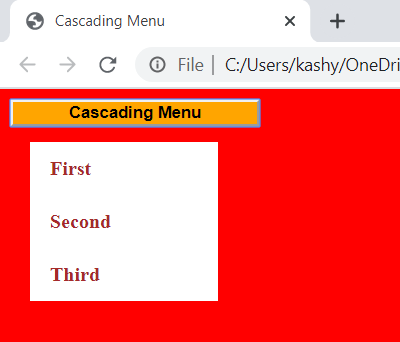 Cascading Menu
File | C:/Users/kashy/OneDri
Cascading Menu
First
Second
Third